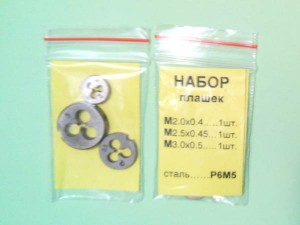 НАБОР
плашек
М2.0х0.4....1шт.
М2.5х0.45...1шт.
М3.0х0.5.....1шт.
сталь......Р6М5